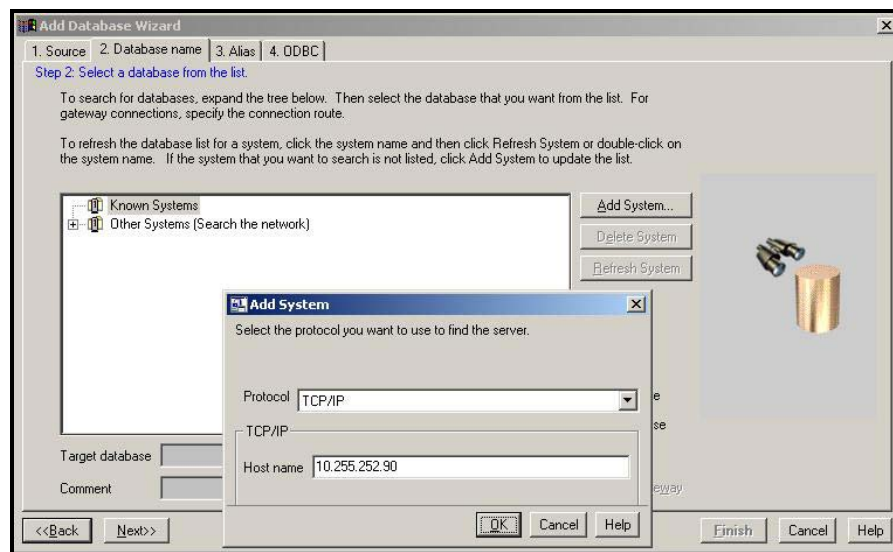 Add Database Wizard
1. Source 2. Database name 3. Alias 4. ODBC
Step 2: Select a database from the list.
To search for databases, expand the tree below. Then select the database that you want from the list. For
gateway connections, specify the connection route.
To refresh the database list for a system, click the system name and then click Refresh System or double-click on
the system name. If the system that you want to search is not listed, click Add System to update the list.
Known Systems
Other Systems (Search the network)
Add System...
Delete System
Refresh System
Add System
Select the protocol you want to use to find the server.
Protocol TCP/IP
TCP/IP
Host name 10.255.252.90
OK Cancel Help
Target database
Comment
<<Back Next>> Finish Cancel Help